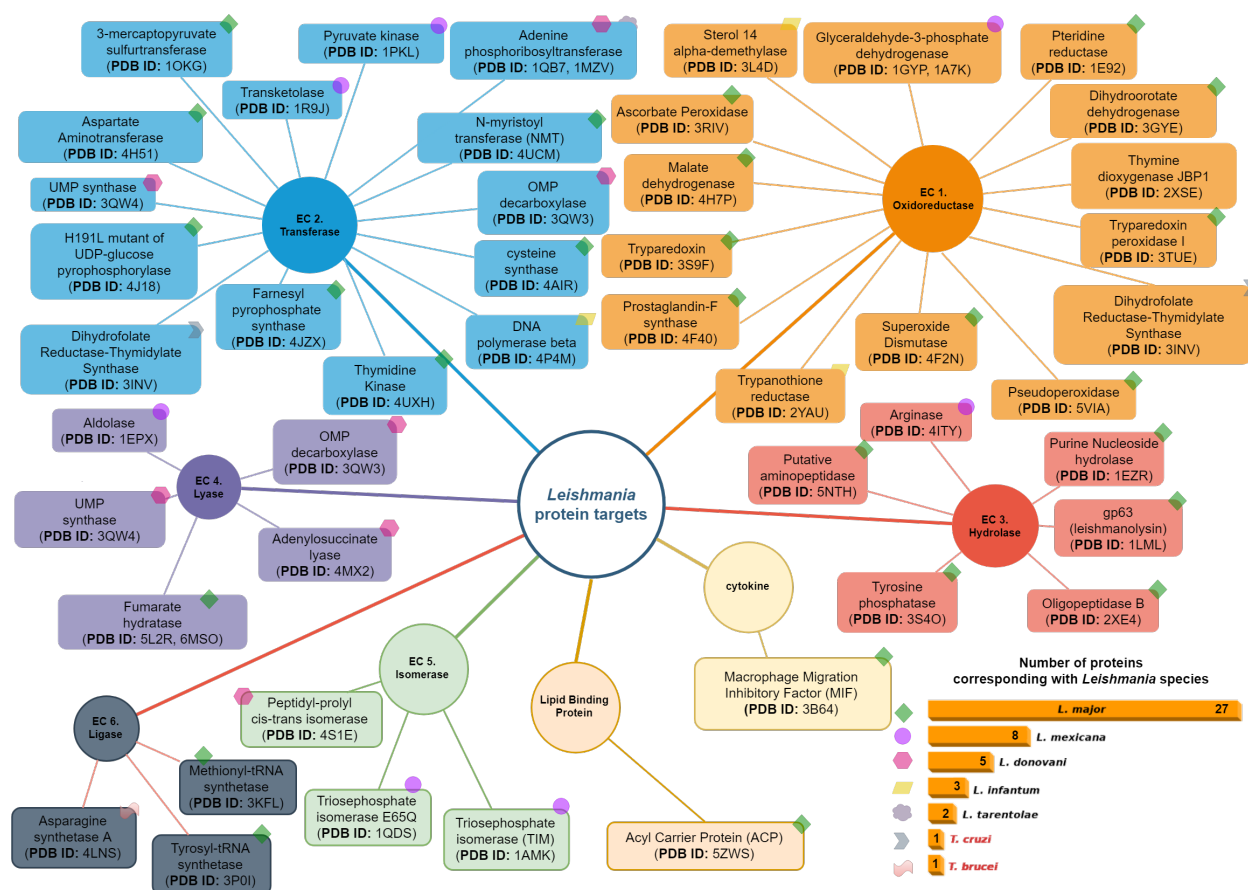 3-mercaptopyruvate
sulfurtransferase
(PDB ID: 1OKG)
Pyruvate kinase
(PDB ID: 1PKL)
Adenine
phosphoribosyltransferase
(PDB ID: 1QB7, 1MZV)
Transketolase
(PDB ID: 1R9J)
Aspartate
Aminotransferase
(PDB ID: 4H51)
N-myristoyl
transferase (NMT)
(PDB ID: 4UCM)
UMP synthase
(PDB ID: 3QW4)
EC 2.
Transferase
OMP
decarboxylase
(PDB ID: 3QW3)
H191L mutant of
UDP-glucose
pyrophosphorylase
(PDB ID: 4J18)
cysteine
synthase
(PDB ID: 4AIR)
Farnesyl
pyrophosphate
synthase
(PDB ID: 4JZX)
Dihydrofolate
Reductase-Thymidylate
Synthase
(PDB ID: 3INV)
DNA
polymerase beta
(PDB ID: 4P4M)
Thymidine
Kinase
(PDB ID: 4UXH)
Sterol 14
alpha-demethylase
(PDB ID: 3L4D)
Glyceraldehyde-3-phosphate
dehydrogenase
(PDB ID: 1GYP, 1A7K)
Pteridine
reductase
(PDB ID: 1E92)
Ascorbate Peroxidase
(PDB ID: 3RIV)
Dihydroorotate
dehydrogenase
(PDB ID: 3GYE)
Malate
dehydrogenase
(PDB ID: 4H7P)
EC 1.
Oxidoreductase
Thymine
dioxygenase JBP1
(PDB ID: 2XSE)
Tryparedoxin
(PDB ID: 3S9F)
Tryparedoxin
peroxidase I
(PDB ID: 3TUE)
Prostaglandin-F
synthase
(PDB ID: 4F40)
Superoxide
Dismutase
(PDB ID: 4F2N)
Dihydrofolate
Reductase-Thymidylate
Synthase
(PDB ID: 3INV)
Trypanothione
reductase
(PDB ID: 2YAU)
Pseudoperoxidase
(PDB ID: 5VIA)
Aldolase
(PDB ID: 1EPX)
OMP
decarboxylase
(PDB ID: 3QW3)
EC 4.
Lyase
UMP
synthase
(PDB ID: 3QW4)
Adenylosuccinate
lyase
(PDB ID: 4MX2)
Fumarate
hydratase
(PDB ID: 5L2R, 6MSO)
Leishmania
protein targets
Arginase
(PDB ID: 4ITY)
Putative
aminopeptidase
(PDB ID: 5NTH)
Purine Nucleoside
hydrolase
(PDB ID: 1EZR)
EC 3.
Hydrolase
gp63
(leishmanolysin)
(PDB ID: 1LML)
Tyrosine
phosphatase
(PDB ID: 3S4O)
Oligopeptidase B
(PDB ID: 2XE4)
cytokine
Macrophage Migration
Inhibitory Factor (MIF)
(PDB ID: 3B64)
Lipid Binding
Protein
Acyl Carrier Protein (ACP)
(PDB ID: 5ZWS)
EC 5.
Isomerase
Peptidyl-prolyl
cis-trans isomerase
(PDB ID: 4S1E)
Triosephosphate
isomerase E65Q
(PDB ID: 1QDS)
Triosephosphate
isomerase (TIM)
(PDB ID: 1AMK)
EC 6.
Ligase
Methionyl-tRNA
synthetase
(PDB ID: 3KFL)
Asparagine
synthetase A
(PDB ID: 4LNS)
Tyrosyl-tRNA
synthetase
(PDB ID: 3P0I)
Number of proteins
corresponding with Leishmania species
L. major 27
8 L. mexicana
5 L. donovani
3 L. infantum
2 L. tarentolae
1 T. cruzi
1 T. brucei